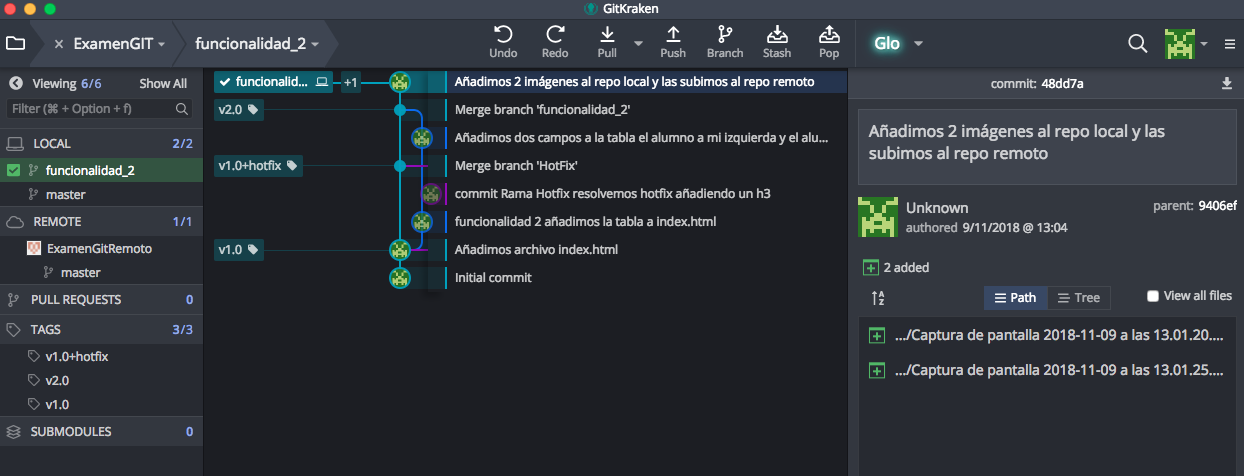 GitKraken
ExamenGIT
funcionalidad_2
Undo
Redo
Pull
Push
Branch
Stash
Pop
Glo
Viewing 6/6
Show All
Filter (⌘ + Option + f)
LOCAL
2/2
funcionalidad_2
master
REMOTE
1/1
ExamenGitRemoto
master
PULL REQUESTS
0
TAGS
3/3
v1.0+hotfix
v2.0
v1.0
SUBMODULES
0
funcionalid...
+1
Añadimos 2 imágenes al repo local y las subimos al repo remoto
v2.0
Merge branch 'funcionalidad_2'
Añadimos dos campos a la tabla el alumno a mi izquierda y el alu...
v1.0+hotfix
Merge branch 'HotFix'
commit Rama Hotfix resolvemos hotfix añadiendo un h3
funcionalidad 2 añadimos la tabla a index.html
v1.0
Añadimos archivo index.html
Initial commit
commit: 48dd7a
Añadimos 2 imágenes al repo local y las
subimos al repo remoto
Unknown
parent: 9406ef
authored 9/11/2018 @ 13:04
2 added
A
Z
Path
Tree
View all files
.../Captura de pantalla 2018-11-09 a las 13.01.20....
.../Captura de pantalla 2018-11-09 a las 13.01.25....